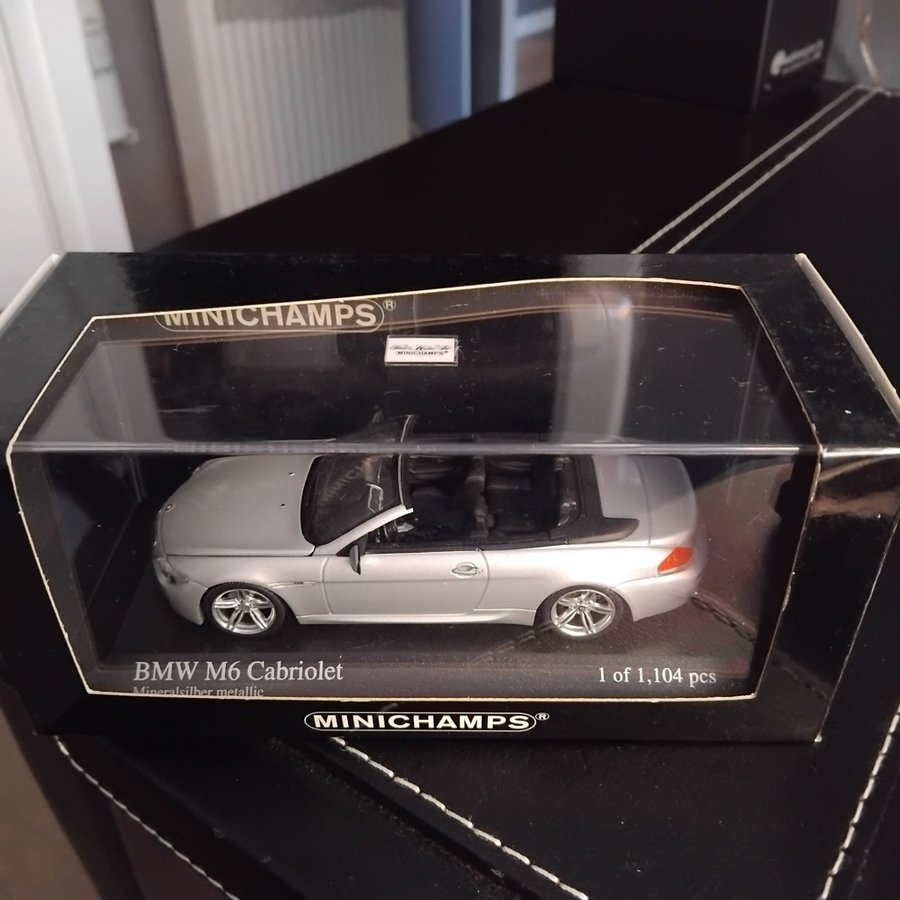 MINICHAMPS®
MINICHAMPS®
BMW M6 Cabriolet
1 of 1,104 pcs
Mineralsilber metallic
MINICHAMPS®